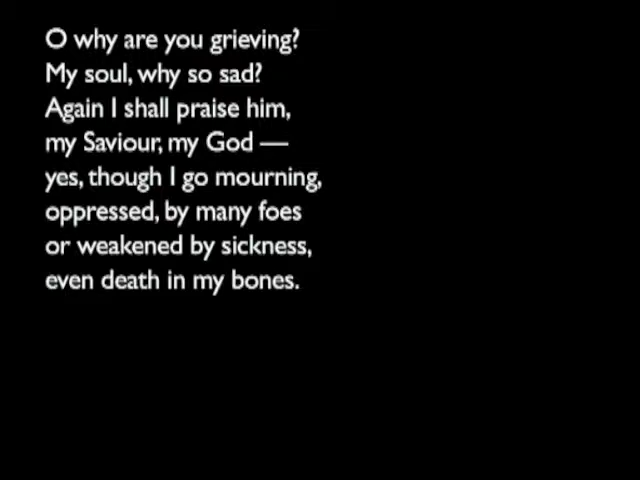 O why are you grieving?
My soul, why so sad?
Again I shall praise him,
my Saviour, my God —
yes, though I go mourning,
oppressed, by many foes
or weakened by sickness,
even death in my bones.